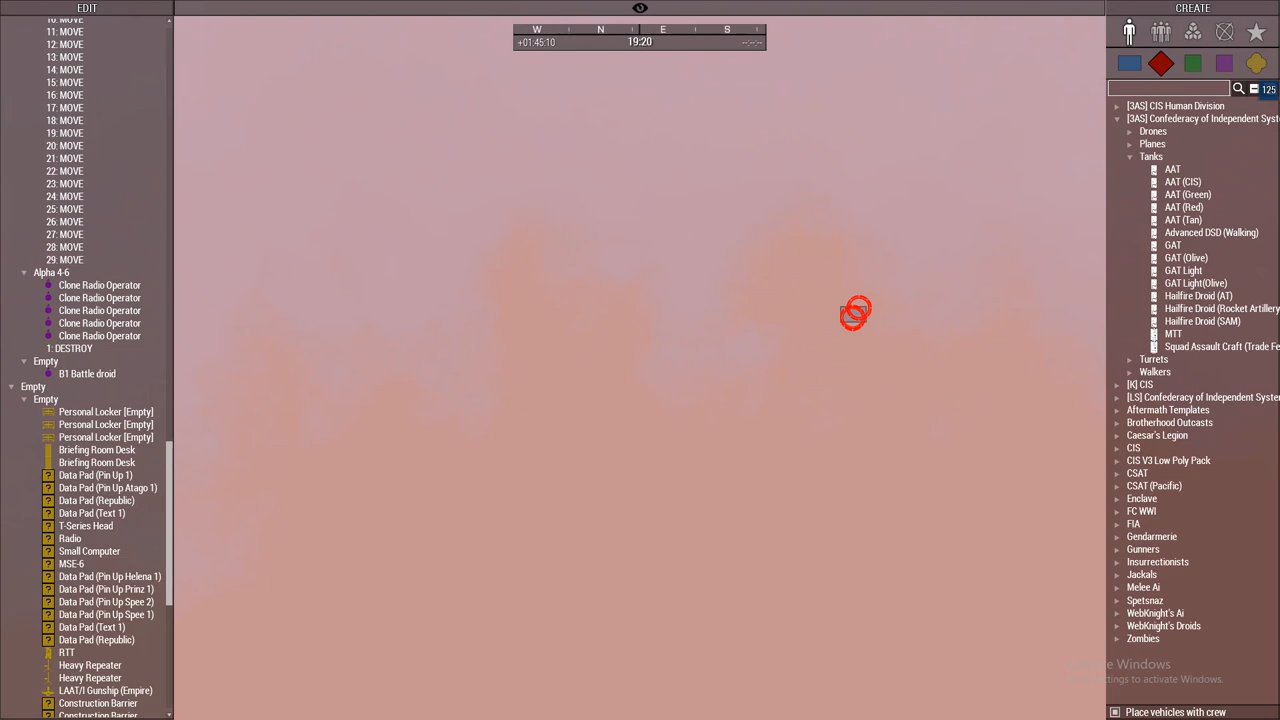 EDIT
CREATE
W N E S
+01:45:10 19:20 --:--:--
10: MOVE
11: MOVE
12: MOVE
13: MOVE
14: MOVE
15: MOVE
16: MOVE
17: MOVE
18: MOVE
19: MOVE
20: MOVE
21: MOVE
22: MOVE
23: MOVE
24: MOVE
25: MOVE
26: MOVE
27: MOVE
28: MOVE
29: MOVE
Alpha 4-6
Clone Radio Operator
Clone Radio Operator
Clone Radio Operator
Clone Radio Operator
Clone Radio Operator
1: DESTROY
Empty
B1 Battle droid
Empty
Empty
Personal Locker [Empty]
Personal Locker [Empty]
Personal Locker [Empty]
Briefing Room Desk
Briefing Room Desk
Data Pad (Pin Up 1)
Data Pad (Pin Up Atago 1)
Data Pad (Republic)
Data Pad (Text 1)
T-Series Head
Radio
Small Computer
MSE-6
Data Pad (Pin Up Helena 1)
Data Pad (Pin Up Prinz 1)
Data Pad (Pin Up Spee 2)
Data Pad (Pin Up Spee 1)
Data Pad (Text 1)
Data Pad (Republic)
RTT
Heavy Repeater
Heavy Repeater
LAAT/I Gunship (Empire)
Construction Barrier
Construction Barrier
125
[3AS] CIS Human Division
[3AS] Confederacy of Independent Syst
Drones
Planes
Tanks
AAT
AAT (CIS)
AAT (Green)
AAT (Red)
AAT (Tan)
Advanced DSD (Walking)
GAT
GAT (Olive)
GAT Light
GAT Light(Olive)
Hailfire Droid (AT)
Hailfire Droid (Rocket Artillery
Hailfire Droid (SAM)
MTT
Squad Assault Craft (Trade Fe
Turrets
Walkers
[K] CIS
[LS] Confederacy of Independent System
Aftermath Templates
Brotherhood Outcasts
Caesar's Legion
CIS
CIS V3 Low Poly Pack
CSAT
CSAT (Pacific)
Enclave
FC WWI
FIA
Gendarmerie
Gunners
Insurrectionists
Jackals
Melee Ai
Spetsnaz
WebKnight's Ai
WebKnight's Droids
Zombies
Activate Windows
Settings to activate Windows.
Place vehicles with crew